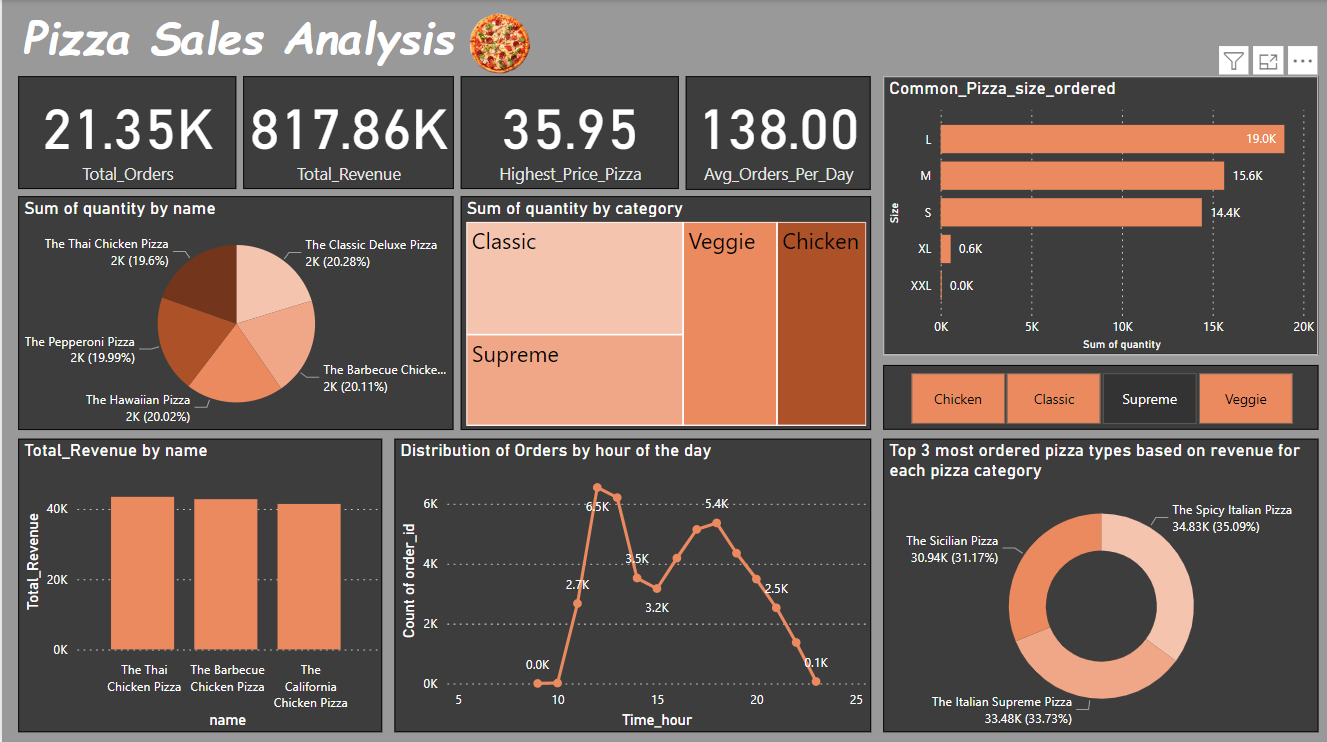 Pizza Sales Analysis
21.35K
Total_Orders
817.86K
Total_Revenue
35.95
Highest_Price_Pizza
138.00
Avg_Orders_Per_Day
Common_Pizza_size_ordered
Size
L
19.0K
M
15.6K
S
14.4K
XL
0.6K
XXL
0.0K
0K 5K 10K 15K 20K
Sum of quantity
Sum of quantity by name
The Thai Chicken Pizza
2K (19.6%)
The Classic Deluxe Pizza
2K (20.28%)
The Pepperoni Pizza
2K (19.99%)
The Barbecue Chicke...
2K (20.11%)
The Hawaiian Pizza
2K (20.02%)
Sum of quantity by category
Classic
Supreme
Veggie
Chicken
Chicken Classic Supreme Veggie
Total_Revenue by name
Total_Revenue
40K
20K
0K
The Thai
Chicken Pizza
The Barbecue
Chicken Pizza
The
California
Chicken Pizza
name
Distribution of Orders by hour of the day
Count of order_id
6K
4K
2K
0K
0.0K
2.7K
6.5K
3.5K
3.2K
5.4K
2.5K
0.1K
5 10 15 20 25
Time_hour
Top 3 most ordered pizza types based on revenue for
each pizza category
The Spicy Italian Pizza
34.83K (35.09%)
The Sicilian Pizza
30.94K (31.17%)
The Italian Supreme Pizza
33.48K (33.73%)